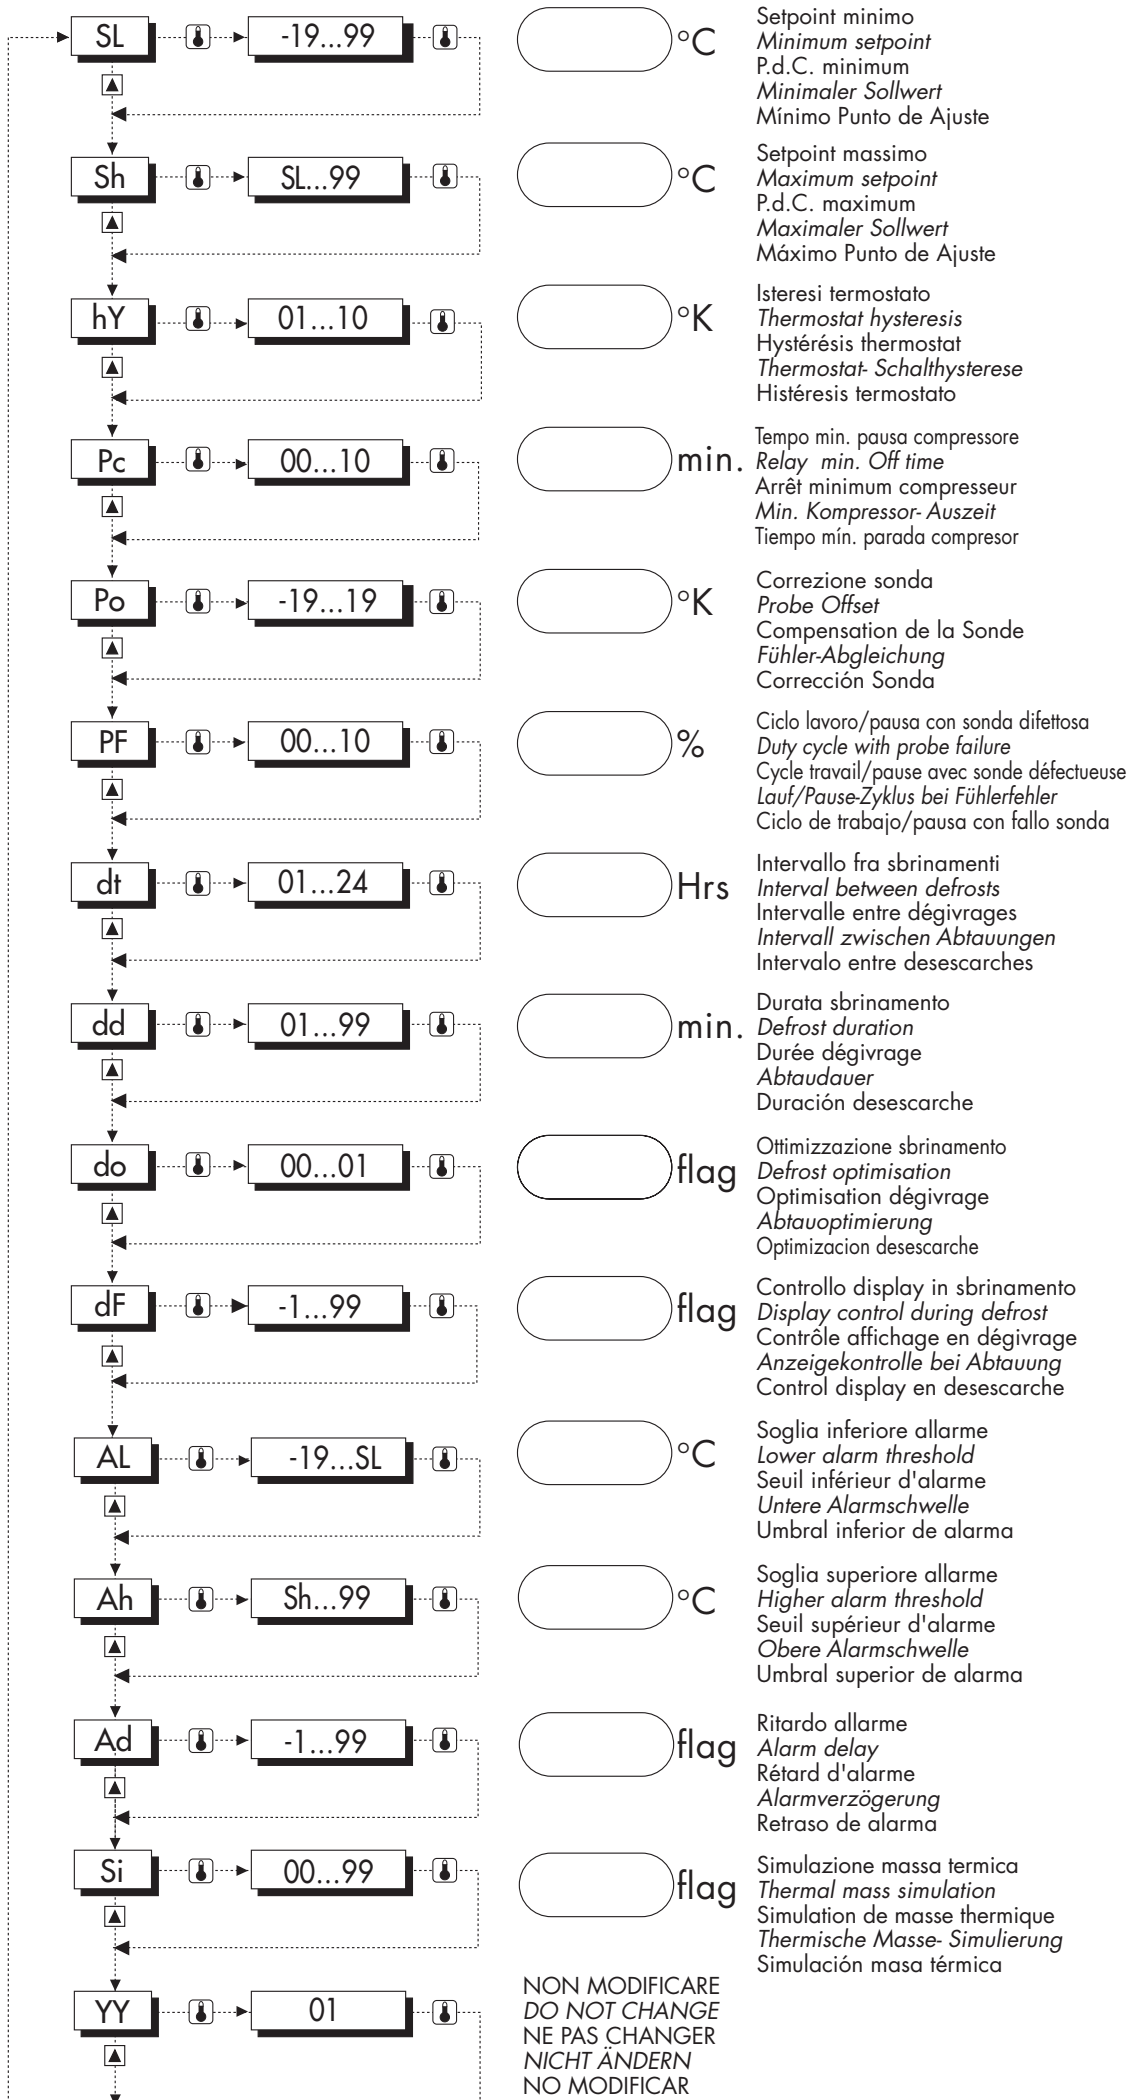 SL
-19...99
°C
Setpoint minimo
Minimum setpoint
P.d.C. minimum
Minimaler Sollwert
Mínimo Punto de Ajuste
Sh
SL...99
°C
Setpoint massimo
Maximum setpoint
P.d.C. maximum
Maximaler Sollwert
Máximo Punto de Ajuste
hY
01...10
°K
Isteresi termostato
Thermostat hysteresis
Hystérésis thermostat
Thermostat- Schalthysterese
Histéresis termostato
Pc
00...10
min.
Tempo min. pausa compressore
Relay min. Off time
Arrêt minimum compresseur
Min. Kompressor- Auszeit
Tiempo mín. parada compresor
Po
-19...19
°K
Correzione sonda
Probe Offset
Compensation de la Sonde
Fühler-Abgleichung
Corrección Sonda
PF
00...10
%
Ciclo lavoro/pausa con sonda difettosa
Duty cycle with probe failure
Cycle travail/pause avec sonde défectueuse
Lauf/Pause-Zyklus bei Fühlerfehler
Ciclo de trabajo/pausa con fallo sonda
dt
01...24
Hrs
Intervallo fra sbrinamenti
Interval between defrosts
Intervalle entre dégivrages
Intervall zwischen Abtauungen
Intervalo entre desescarches
dd
01...99
min.
Durata sbrinamento
Defrost duration
Durée dégivrage
Abtaudauer
Duración desescarche
do
00...01
flag
Ottimizzazione sbrinamento
Defrost optimisation
Optimisation dégivrage
Abtauoptimierung
Optimizacion desescarche
dF
-1...99
flag
Controllo display in sbrinamento
Display control during defrost
Contrôle affichage en dégivrage
Anzeigekontrolle bei Abtauung
Control display en desescarche
AL
-19...SL
°C
Soglia inferiore allarme
Lower alarm threshold
Seuil inférieur d'alarme
Untere Alarmschwelle
Umbral inferior de alarma
Ah
Sh...99
°C
Soglia superiore allarme
Higher alarm threshold
Seuil supérieur d'alarme
Obere Alarmschwelle
Umbral superior de alarma
Ad
-1...99
flag
Ritardo allarme
Alarm delay
Rétard d'alarme
Alarmverzögerung
Retraso de alarma
Si
00...99
flag
Simulazione massa termica
Thermal mass simulation
Simulation de masse thermique
Thermische Masse- Simulierung
Simulación masa térmica
YY
01
NON MODIFICARE
DO NOT CHANGE
NE PAS CHANGER
NICHT ÄNDERN
NO MODIFICAR